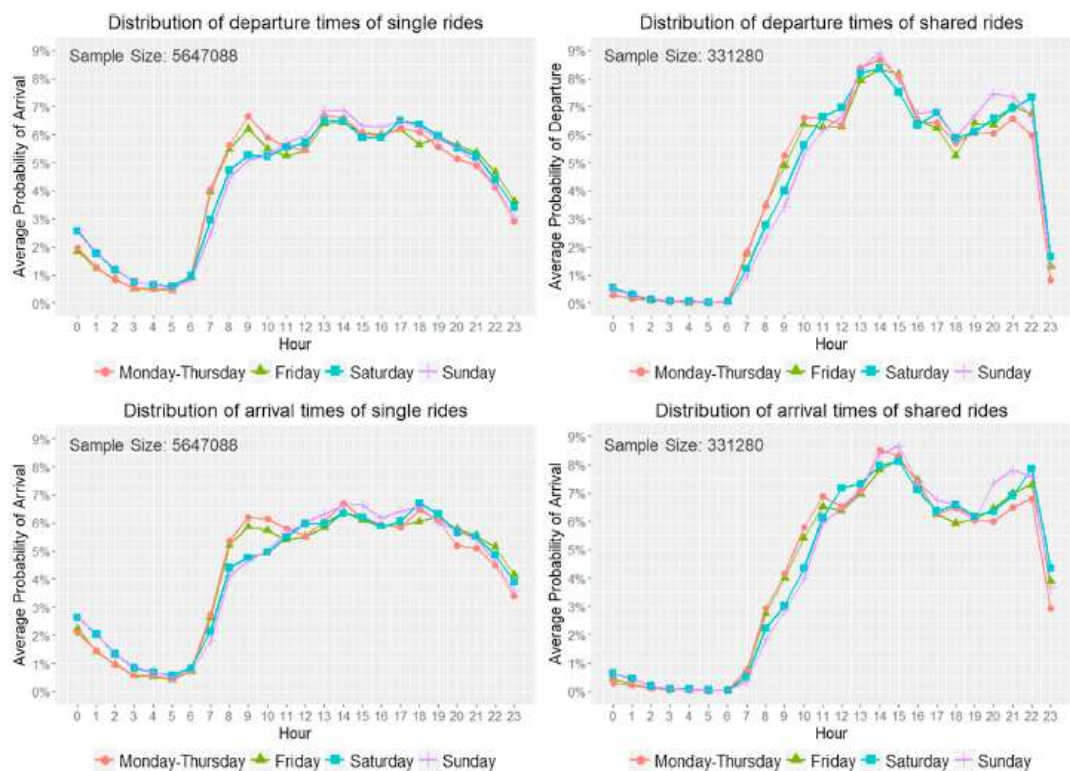 Distribution of departure times of single rides
Average Probability of Arrival
9%
8%
7%
6%
5%
4%
3%
2%
1%
0%
Sample Size: 5647088
0 1 2 3 4 5 6 7 8 9 10 11 12 13 14 15 16 17 18 19 20 21 22 23
Hour
Monday-Thursday Friday Saturday Sunday
Distribution of departure times of shared rides
Average Probability of Departure
9%
8%
7%
6%
5%
4%
3%
2%
1%
0%
Sample Size: 331280
0 1 2 3 4 5 6 7 8 9 10 11 12 13 14 15 16 17 18 19 20 21 22 23
Hour
Monday-Thursday Friday Saturday Sunday
Distribution of arrival times of single rides
Average Probability of Arrival
9%
8%
7%
6%
5%
4%
3%
2%
1%
0%
Sample Size: 5647088
0 1 2 3 4 5 6 7 8 9 10 11 12 13 14 15 16 17 18 19 20 21 22 23
Hour
Monday-Thursday Friday Saturday Sunday
Distribution of arrival times of shared rides
Average Probability of Arrival
9%
8%
7%
6%
5%
4%
3%
2%
1%
0%
Sample Size: 331280
0 1 2 3 4 5 6 7 8 9 10 11 12 13 14 15 16 17 18 19 20 21 22 23
Hour
Monday-Thursday Friday Saturday Sunday